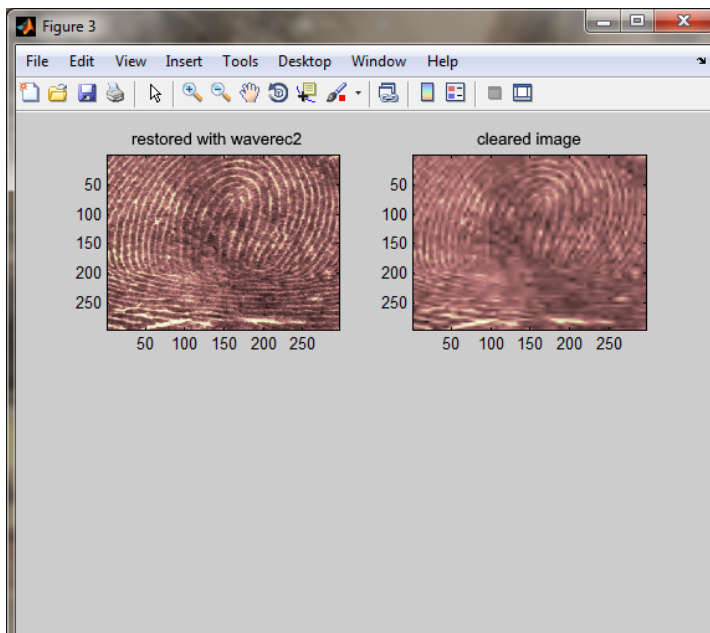 Figure 3
File Edit View Insert Tools Desktop Window Help
restored with waverec2
50
100
150
200
250
50 100 150 200 250
cleared image
50
100
150
200
250
50 100 150 200 250